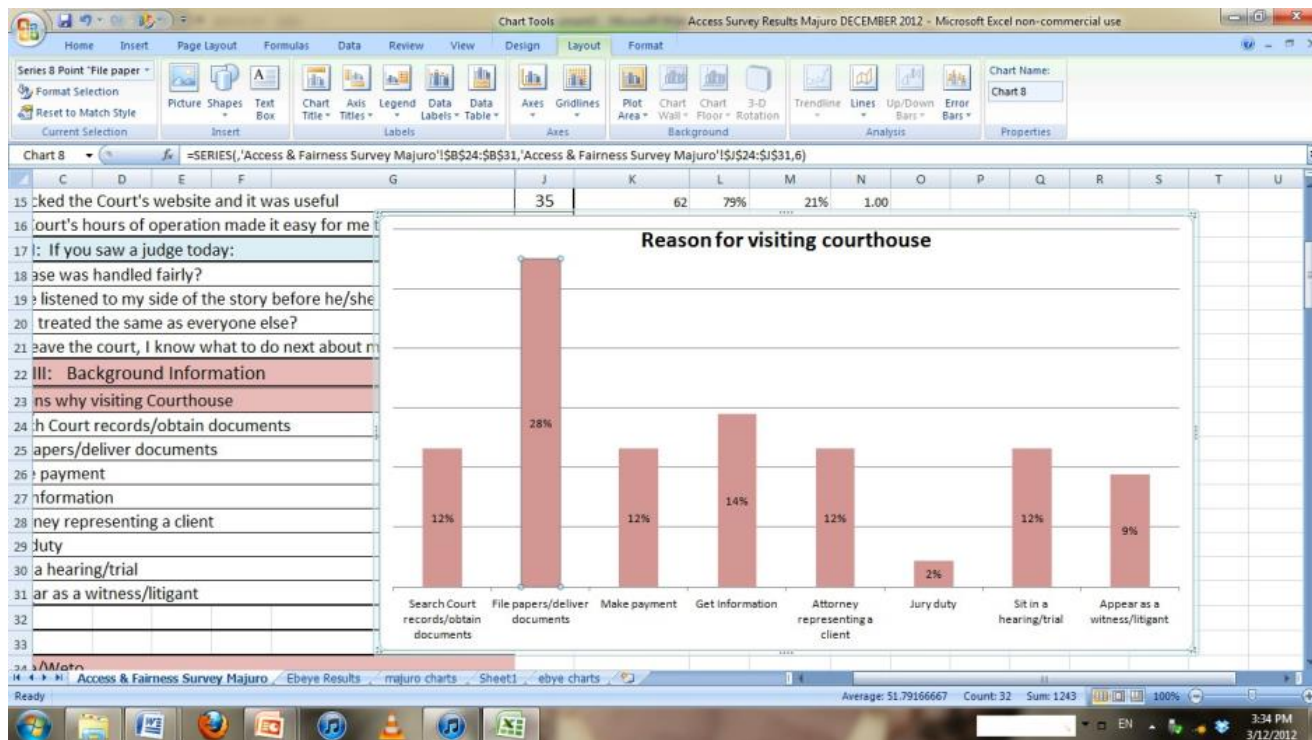 Chart Tools
Access Survey Results Majuro DECEMBER 2012 - Microsoft Excel non-commercial use
Home Insert Page Layout Formulas Data Review View Design Layout Format
Series 8 Point "File paper
Format Selection
Reset to Match Style
Current Selection
Picture Shapes Text Box
Insert
Chart Title Axis Titles Legend Data Labels Data Table
Labels
Axes Gridlines
Axes
Plot Area Chart Wall Chart Floor 3-D Rotation
Background
Trendline Lines Up/Down Bars Error Bars
Analysis
Chart Name:
Chart 8
Properties
Chart 8 fx =SERIES(,'Access & Fairness Survey Majuro'!$B$24:$B$31,'Access & Fairness Survey Majuro'!$J$24:$J$31,6)
C D E F G J K L M N O P Q R S T U
15 cked the Court's website and it was useful 35 62 79% 21% 1.00
16 Court's hours of operation made it easy for me t
17 I: If you saw a judge today:
18 ase was handled fairly?
19 e listened to my side of the story before he/she
20 treated the same as everyone else?
21 eave the court, I know what to do next about m
22 III: Background Information
23 ns why visiting Courthouse
24 h Court records/obtain documents
25 apers/deliver documents
26 e payment
27 nformation
28 ney representing a client
29 duty
30 a hearing/trial
31 ar as a witness/litigant
32
33
34 e/Weto
Reason for visiting courthouse
12% 28% 12% 14% 12% 2% 12% 9%
Search Court records/obtain documents
File papers/deliver documents
Make payment
Get Information
Attorney representing a client
Jury duty
Sit in a hearing/trial
Appear as a witness/litigant
Access & Fairness Survey Majuro Ebeye Results majuro charts Sheet1 ebye charts
Ready Average: 51.79166667 Count: 32 Sum: 1243 100%
EN
3:34 PM
3/12/2012